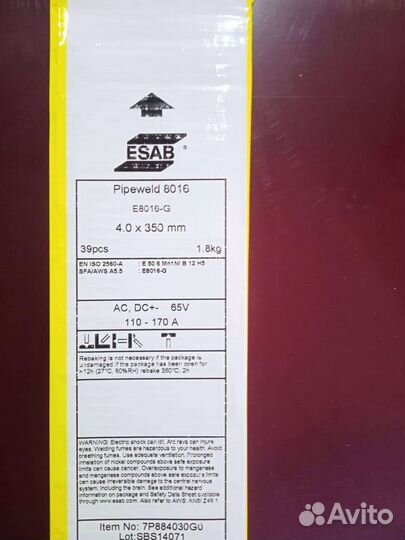 ESAB ®
Pipeweld 8016
E8016-G
4.0 x 350 mm
39pcs 1.8kg
EN ISO 2560-A : E 50 6 Mn1Ni B 12 H5
SFA/AWS A5.5 : E8016-G
AC, DC+- 65V
110 - 170 A
Rebaking is not necessary if the package is
undamaged.If the package has been open for
>12h (27°C, 80%RH) rebake 350°C, 2h
WARNING: Electric shock can kill. Arc rays can injure
eyes. Welding fumes are hazardous to your health. Avoid
breathing fumes. Use adequate ventilation. Prolonged
inhalation of nickel compounds above safe exposure
limits can cause cancer. Overexposure to manganese
and manganese compounds above safe exposure limits
can cause irreversible damage to the central nervous
system, including the brain. See additional hazard
information on package and Safety Data Sheet available
through www.esab.com. Also refer to AWS: ANSI Z49.1
Item No: 7P884030G0
Lot:SBS14071
Avito